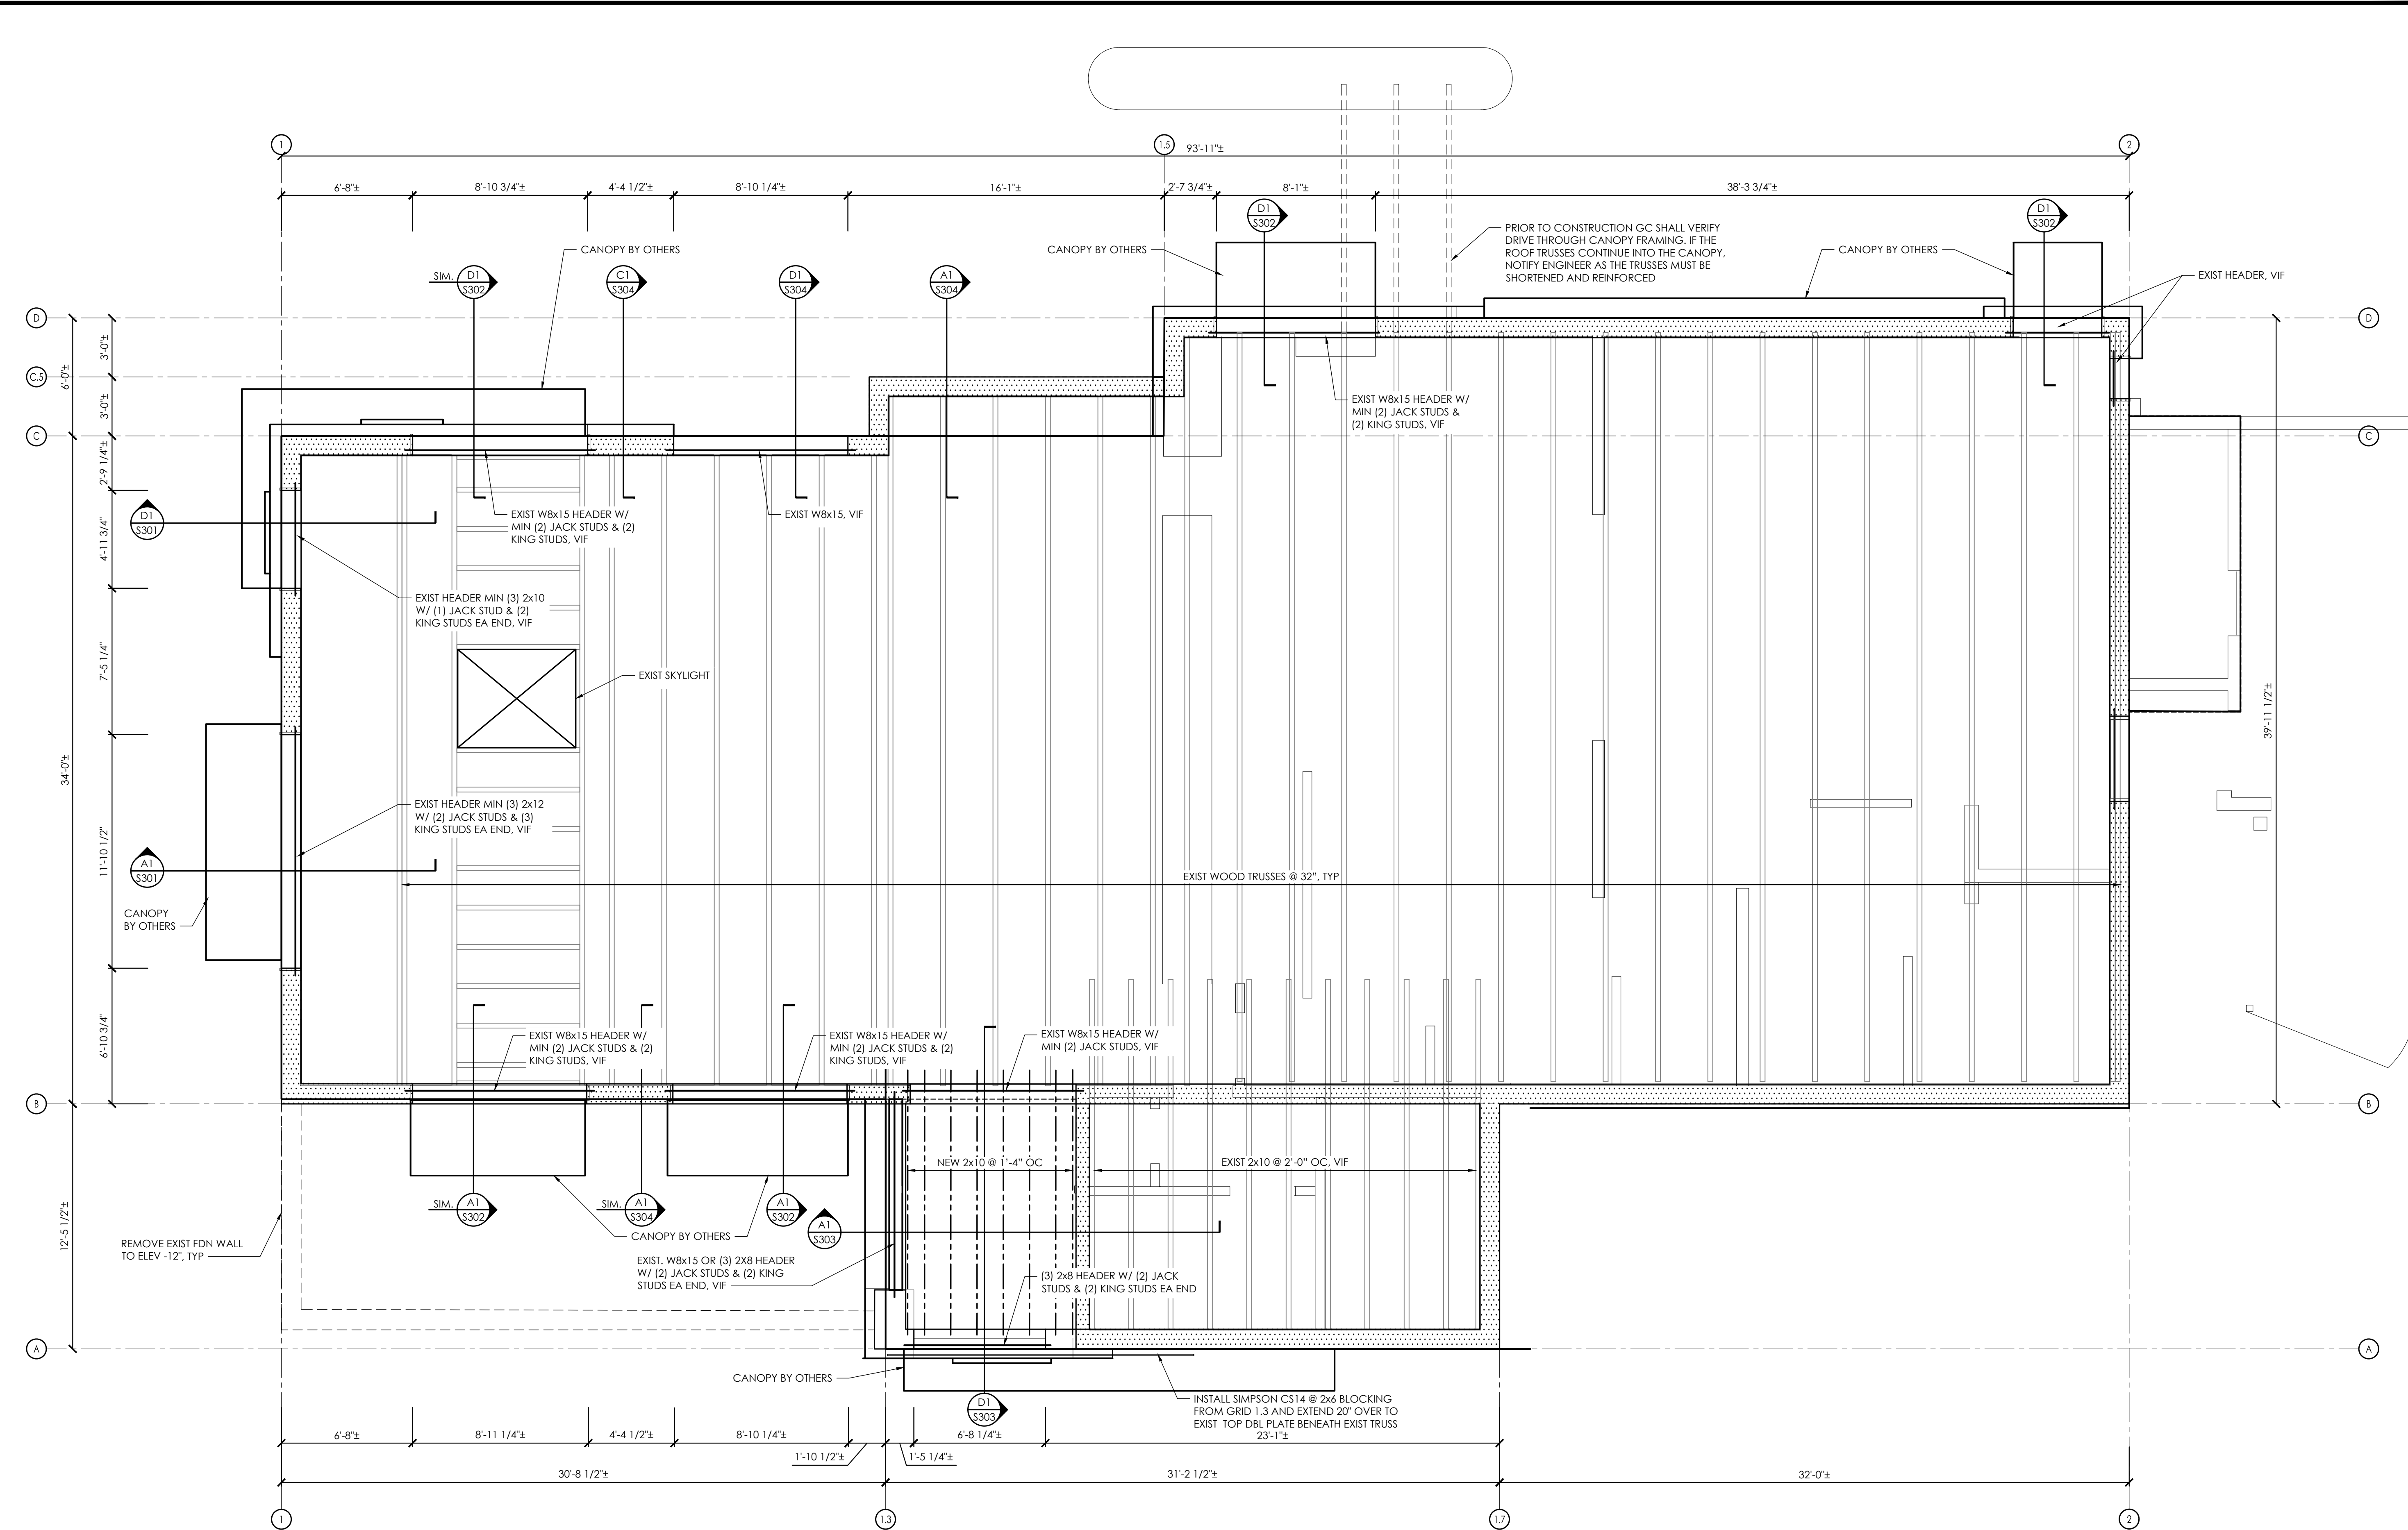 1
1.5
2
93'-11"±
6'-8"±
8'-10 3/4"±
4'-4 1/2"±
8'-10 1/4"±
16'-1"±
2'-7 3/4"±
8'-1"±
38'-3 3/4"±
D1
S302
D1
S302
CANOPY BY OTHERS
CANOPY BY OTHERS
PRIOR TO CONSTRUCTION GC SHALL VERIFY
DRIVE THROUGH CANOPY FRAMING. IF THE
ROOF TRUSSES CONTINUE INTO THE CANOPY,
NOTIFY ENGINEER AS THE TRUSSES MUST BE
SHORTENED AND REINFORCED
CANOPY BY OTHERS
EXIST HEADER, VIF
SIM.
D1
S302
C1
S304
D1
S304
A1
S304
D
D
3'-0"±
6'-0"±
C.5
3'-0"±
EXIST W8x15 HEADER W/
MIN (2) JACK STUDS &
(2) KING STUDS, VIF
C
C
2'-9 1/4"±
D1
S301
4'-11 3/4"
EXIST W8x15 HEADER W/
MIN (2) JACK STUDS & (2)
KING STUDS, VIF
EXIST W8x15, VIF
EXIST HEADER MIN (3) 2x10
W/ (1) JACK STUD & (2)
KING STUDS EA END, VIF
7'-5 1/4"
EXIST SKYLIGHT
39'-11 1/2"±
34'-0"±
EXIST HEADER MIN (3) 2x12
W/ (2) JACK STUDS & (3)
KING STUDS EA END, VIF
11'-10 1/2"
A1
S301
EXIST WOOD TRUSSES @ 32", TYP
CANOPY
BY OTHERS
6'-10 3/4"
EXIST W8x15 HEADER W/
MIN (2) JACK STUDS & (2)
KING STUDS, VIF
EXIST W8x15 HEADER W/
MIN (2) JACK STUDS & (2)
KING STUDS, VIF
EXIST W8x15 HEADER W/
MIN (2) JACK STUDS, VIF
B
B
NEW 2x10 @ 1'-4" OC
EXIST 2x10 @ 2'-0" OC, VIF
12'-5 1/2"±
SIM.
A1
S302
SIM.
A1
S304
A1
S302
A1
S303
CANOPY BY OTHERS
REMOVE EXIST FDN WALL
TO ELEV -12", TYP
EXIST. W8x15 OR (3) 2X8 HEADER
W/ (2) JACK STUDS & (2) KING
STUDS EA END, VIF
(3) 2x8 HEADER W/ (2) JACK
STUDS & (2) KING STUDS EA END
A
A
CANOPY BY OTHERS
D1
S303
INSTALL SIMPSON CS14 @ 2x6 BLOCKING
FROM GRID 1.3 AND EXTEND 20" OVER TO
EXIST TOP DBL PLATE BENEATH EXIST TRUSS
6'-8"±
8'-11 1/4"±
4'-4 1/2"±
8'-10 1/4"±
1'-10 1/2"±
1'-5 1/4"±
6'-8 1/4"±
23'-1"±
30'-8 1/2"±
31'-2 1/2"±
32'-0"±
1
1.3
1.7
2